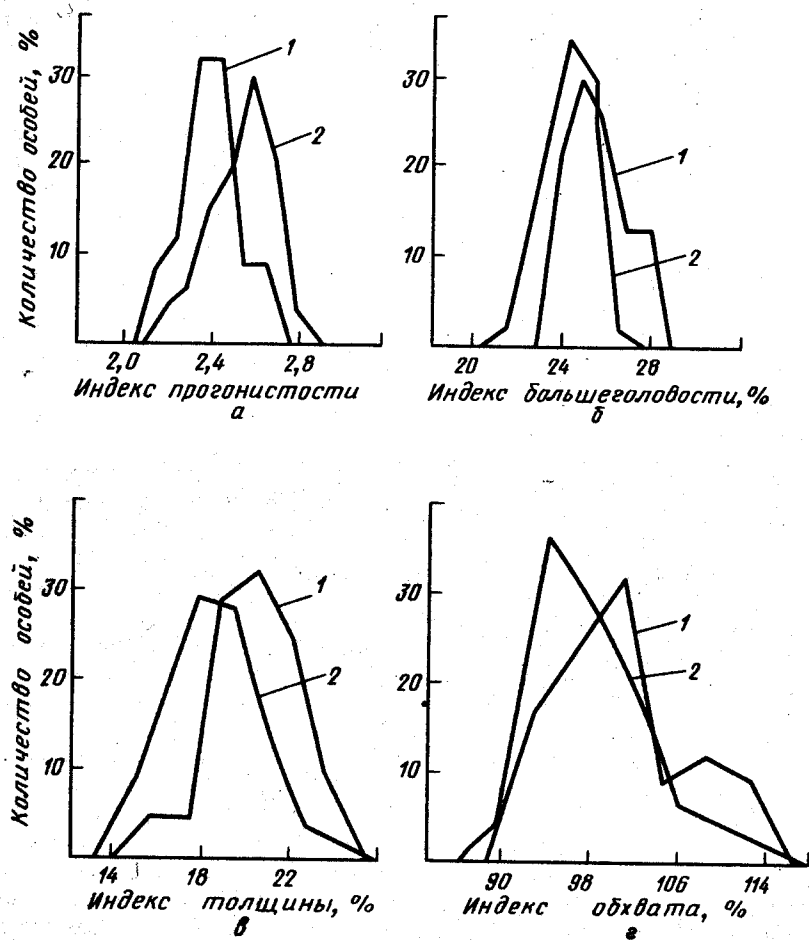 Количество особей, %
30
20
10
1
2
2,0 2,4 2,8
Индекс прогонистости
а
30
20
10
1
2
20 24 28
Индекс большеголовости, %
б
Количество особей, %
30
20
10
1
2
14 18 22
Индекс толщины, %
в
30
20
10
1
2
90 98 106 114
Индекс обхвата, %
г